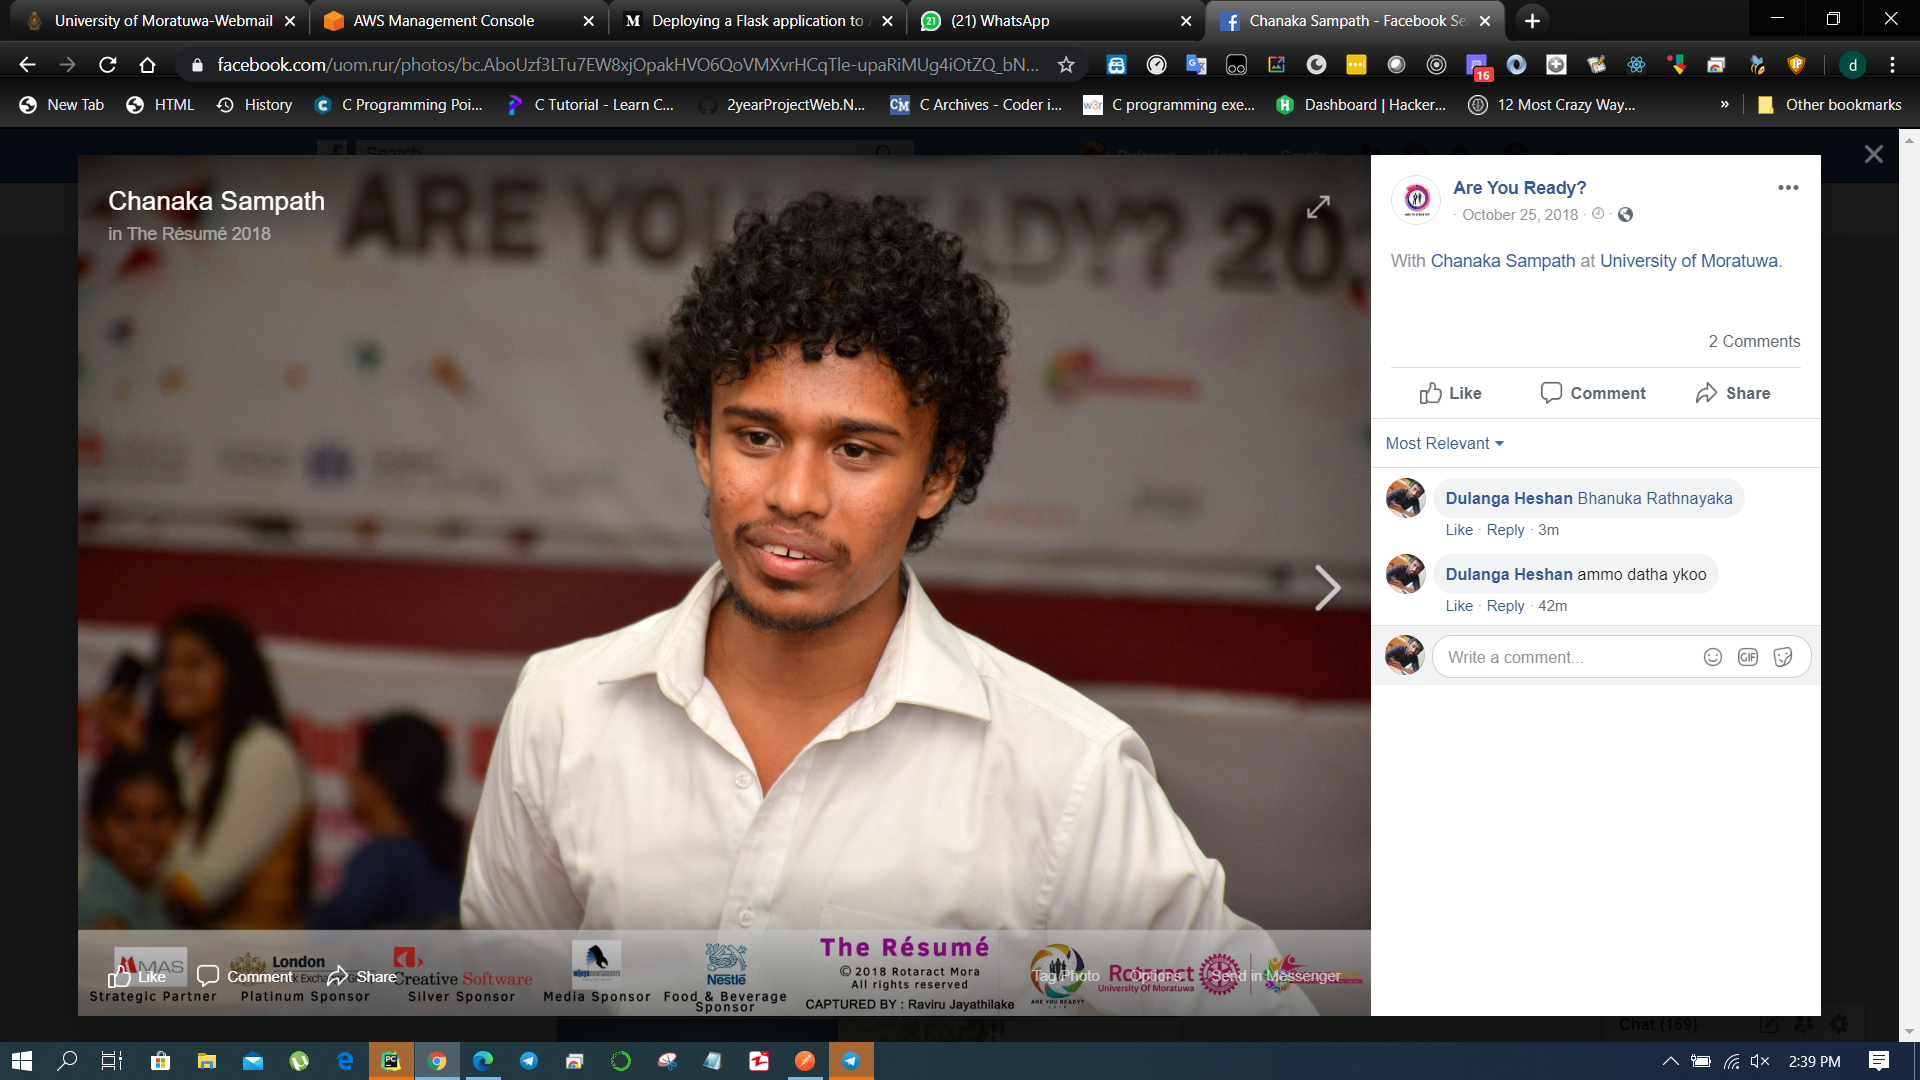 University of Moratuwa-Webmail
AWS Management Console
Deploying a Flask application to
(21) WhatsApp
Chanaka Sampath - Facebook Se
facebook.com/uom.rur/photos/bc.AboUzf3LTu7EW8xjOpakHVO6QoVMXvrHCqTle-upaRiMUg4iOtZQ_bN...
16
d
New Tab
HTML
History
C Programming Poi...
C Tutorial - Learn C...
2yearProjectWeb.N...
C Archives - Coder i...
C programming exe...
Dashboard | Hacker...
12 Most Crazy Way...
»
Other bookmarks
Search
Chanaka Sampath
in The Résumé 2018
ARE YOU READY? 20
Are You Ready?
· October 25, 2018 ·
With Chanaka Sampath at University of Moratuwa.
2 Comments
Like
Comment
Share
Most Relevant
Dulanga Heshan Bhanuka Rathnayaka
Like · Reply · 3m
Dulanga Heshan ammo datha ykoo
Like · Reply · 42m
Write a comment...
GIF
MAS
Strategic Partner
London
Platinum Sponsor
Creative Software
Silver Sponsor
Media Sponsor
Nestlé
Food & Beverage
Sponsor
The Résumé
© 2018 Rotaract Mora
All rights reserved
CAPTURED BY : Raviru Jayathilake
ARE YOU READY?
Rotaract
University Of Moratuwa
Like
Comment
Share
Tag Photo
Options
Send in Messenger
Chat (169)
2:39 PM